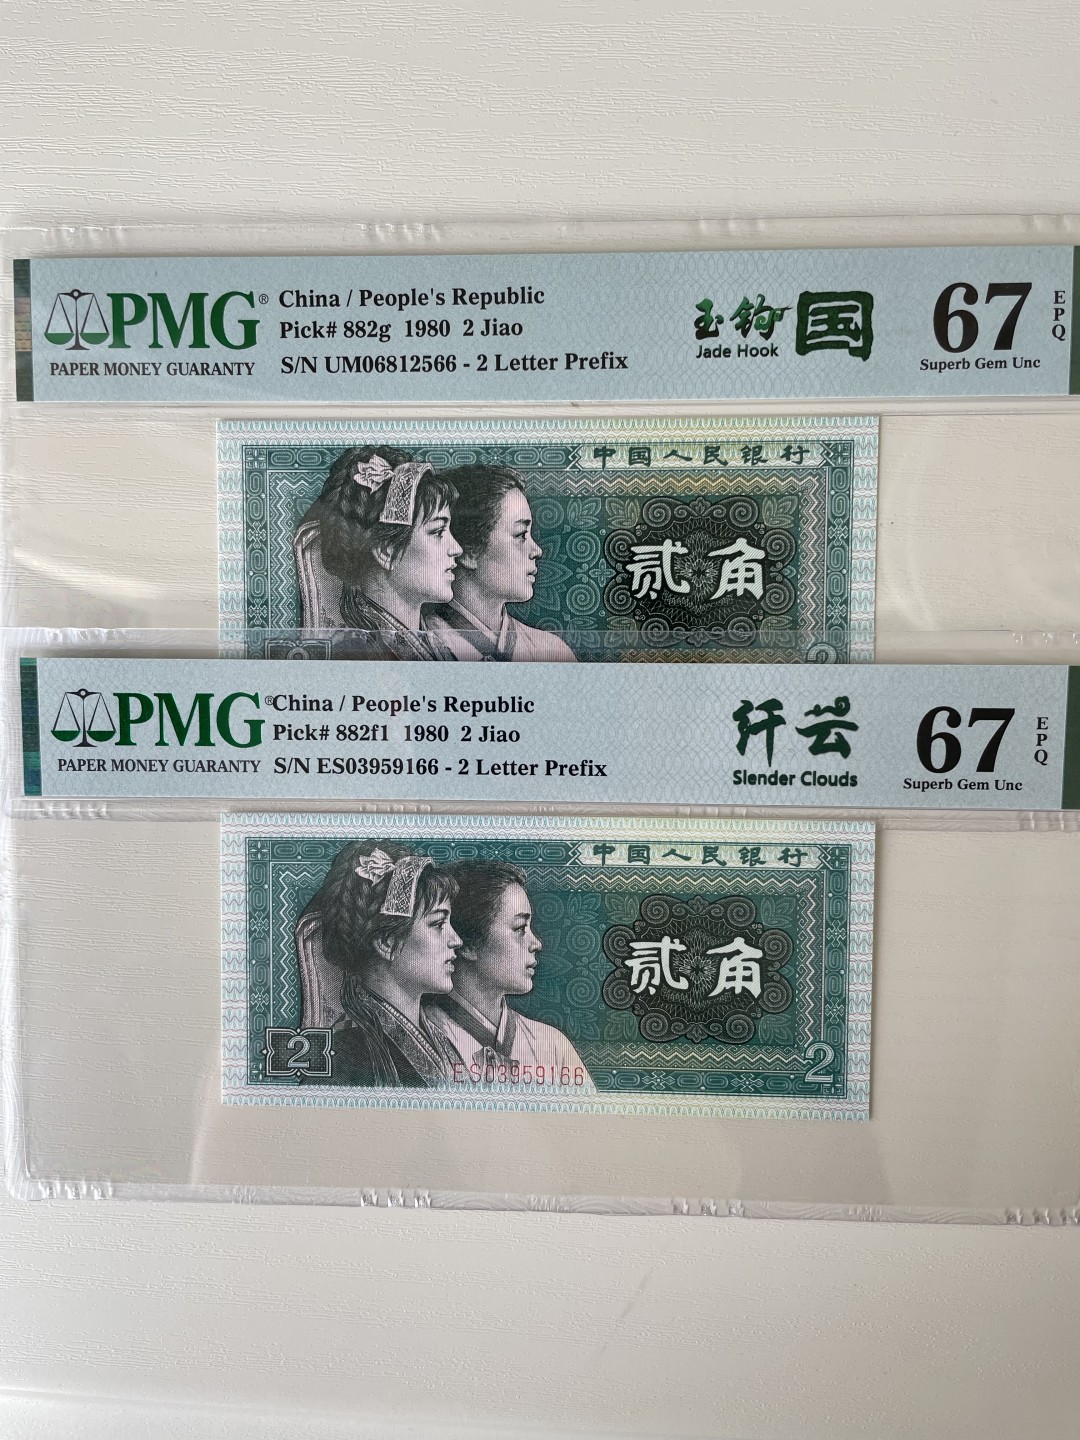 PMG®
PAPER MONEY GUARANTY
China / People's Republic
Pick# 882g 1980 2 Jiao
S/N UM06812566 - 2 Letter Prefix
玉钩 国
Jade Hook
67 EPQ
Superb Gem Unc
中国人民银行
贰角
2
2
PMG®
PAPER MONEY GUARANTY
China / People's Republic
Pick# 882f1 1980 2 Jiao
S/N ES03959166 - 2 Letter Prefix
纤云
Slender Clouds
67 EPQ
Superb Gem Unc
中国人民银行
贰角
2
ES03959166
2